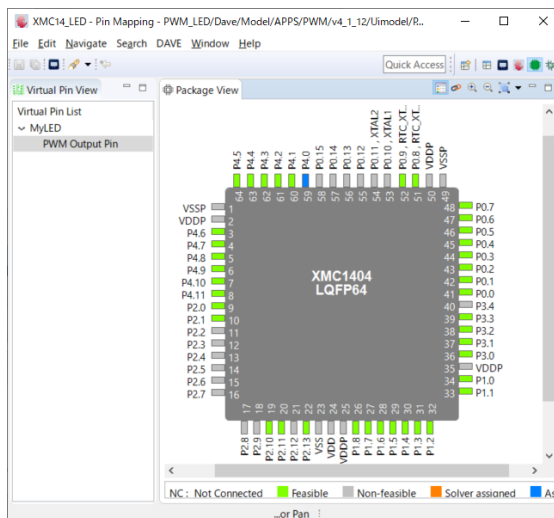 XMC14_LED - Pin Mapping - PWM_LED/Dave/Model/APPS/PWM/v4_1_12/Uimodel/R..
File Edit Navigate Search DAVE Window Help
Quick Access
Virtual Pin View
Package View
Virtual Pin List
MyLED
PWM Output Pin
P4.5 P4.4 P4.3 P4.2 P4.1 P4.0 P0.15 P0.14 P0.13 P0.12 P0.11 , XTAL2 P0.10 , XTAL1 P0.9 , RTC_XT... P0.8 , RTC_XT... VDDP VSSP
64 63 62 61 60 59 58 57 56 55 54 53 52 51 50 49
VSSP 1 48 P0.7
VDDP 2 47 P0.6
P4.6 3 46 P0.5
P4.7 4 45 P0.4
P4.8 5 44 P0.3
P4.9 6 43 P0.2
P4.10 7 42 P0.1
P4.11 8 41 P0.0
P2.0 9 40 P3.4
P2.1 10 39 P3.3
P2.2 11 38 P3.2
P2.3 12 37 P3.1
P2.4 13 36 P3.0
P2.5 14 35 VDDP
P2.6 15 34 P1.0
P2.7 16 33 P1.1
XMC1404
LQFP64
17 18 19 20 21 22 23 24 25 26 27 28 29 30 31 32
P2.8 P2.9 P2.10 P2.11 P2.12 P2.13 VSS VDD VDDP P1.8 P1.7 P1.6 P1.5 P1.4 P1.3 P1.2
NC : Not Connected Feasible Non-feasible Solver assigned As
...or Pan